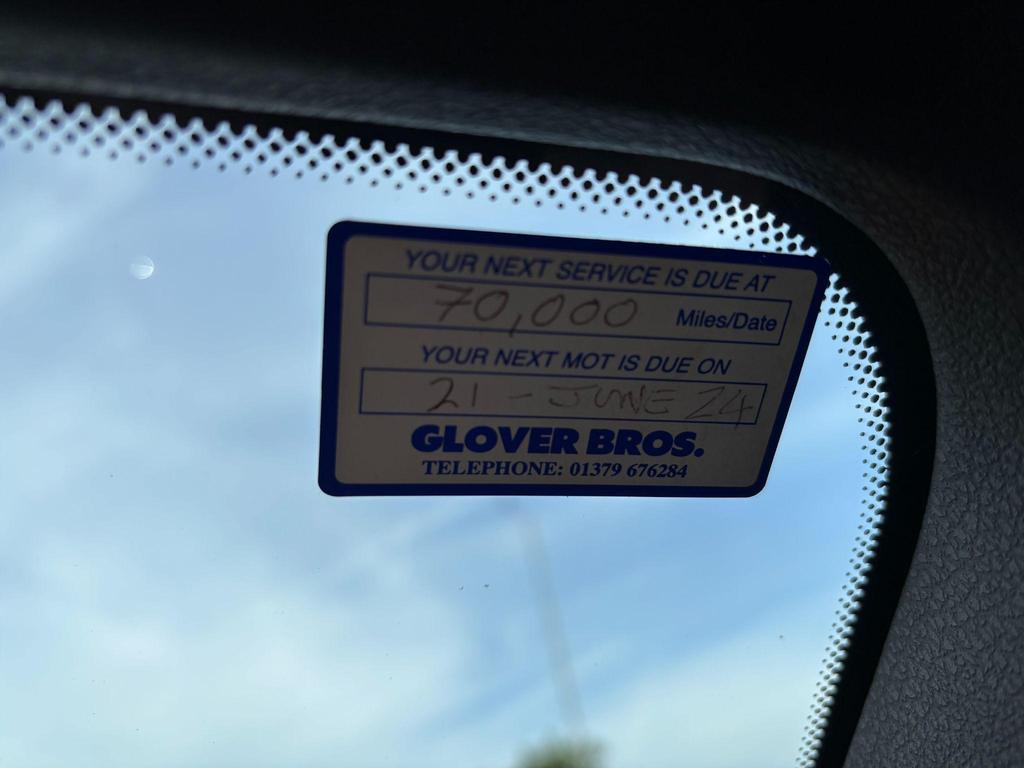 YOUR NEXT SERVICE IS DUE AT
70,000 Miles/Date
YOUR NEXT MOT IS DUE ON
21 - JUNE 24
GLOVER BROS.
TELEPHONE: 01379 676284